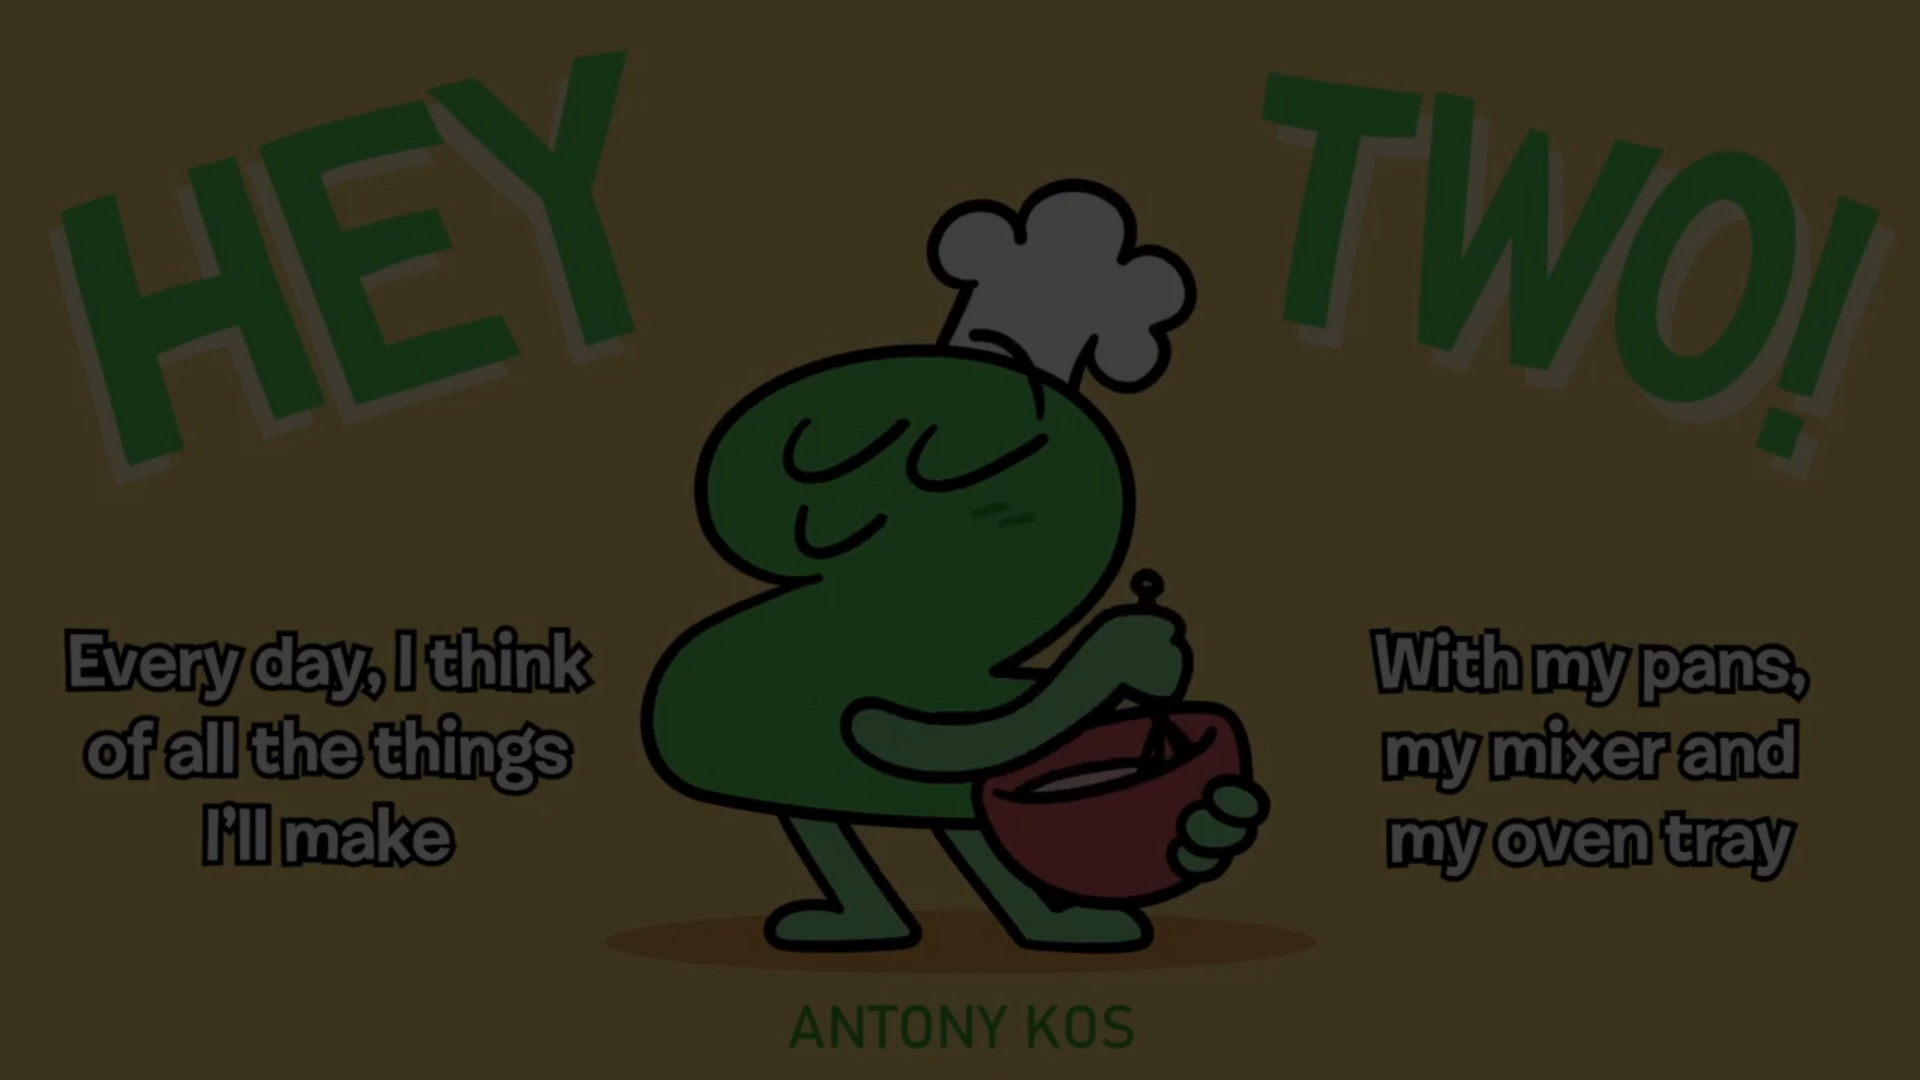 HEY TWO!
Every day, I think
of all the things
I'll make
With my pans,
my mixer and
my oven tray
ANTONY KOS